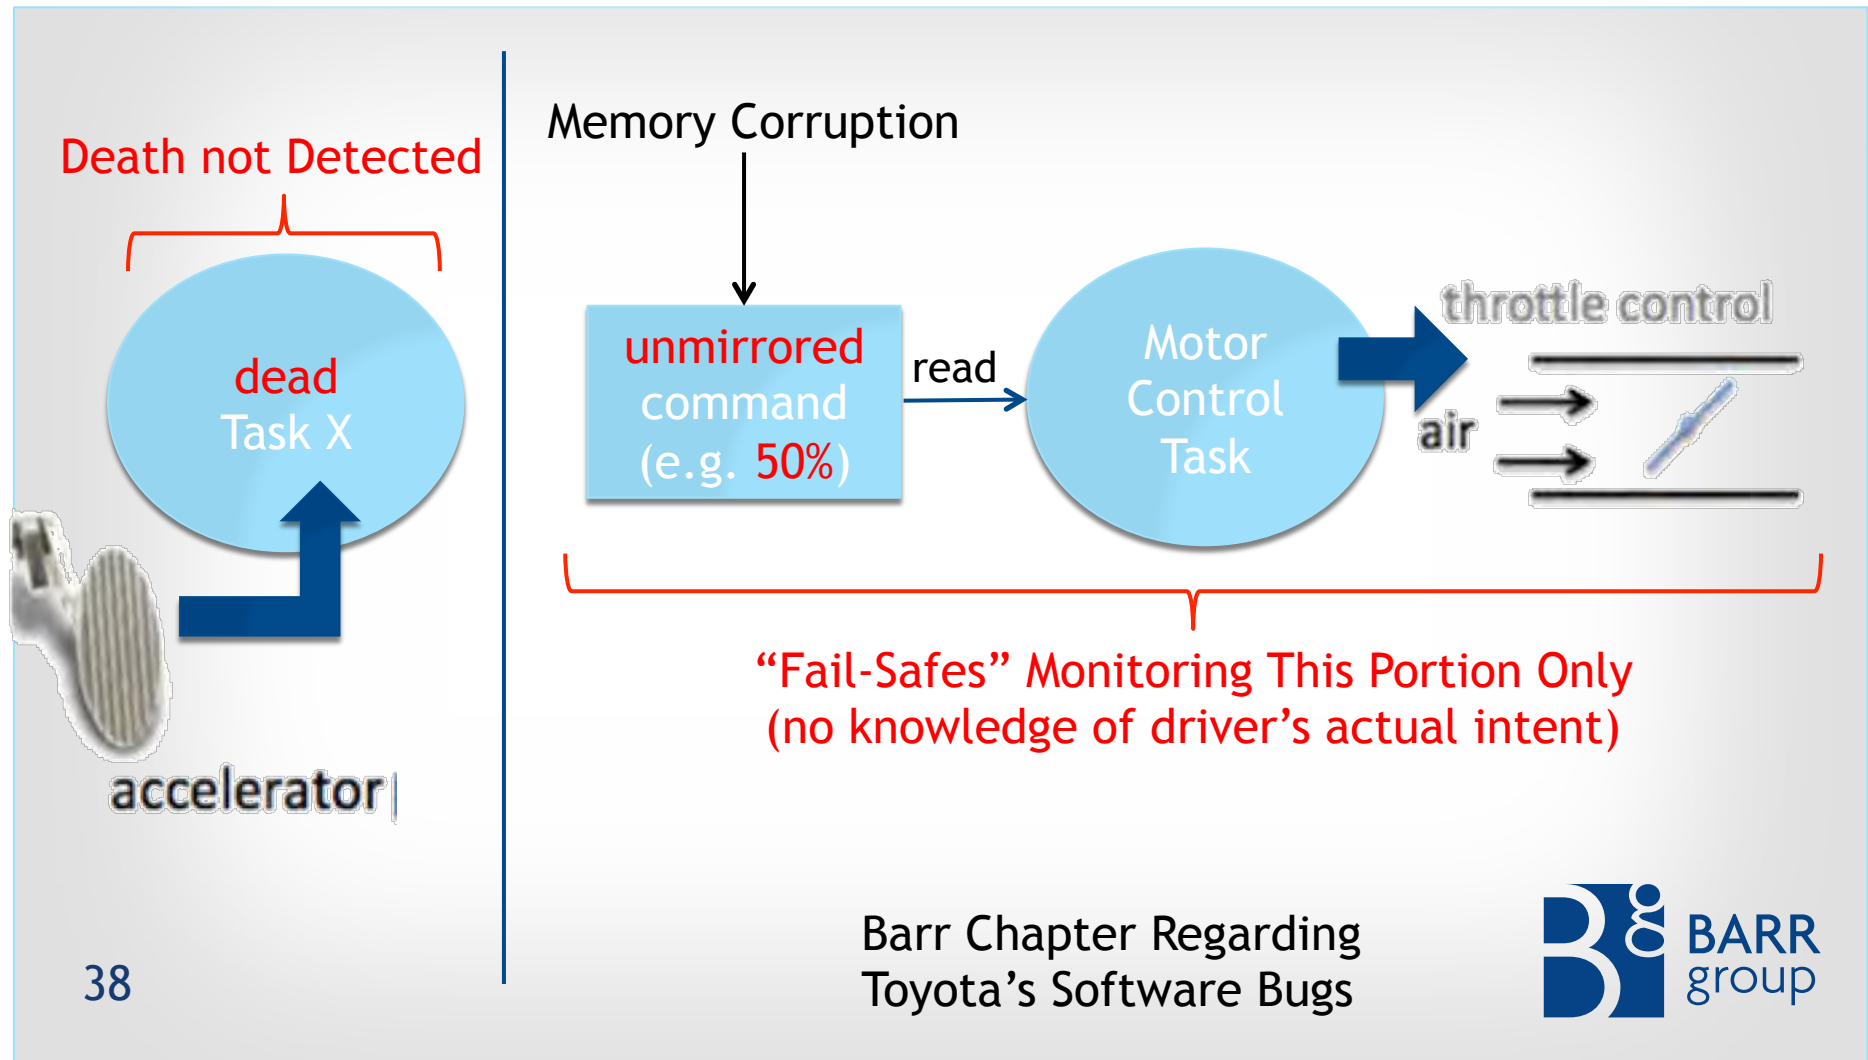 Death not Detected
dead
Task X
accelerator
Memory Corruption
unmirrored
command
(e.g. 50%)
read
Motor
Control
Task
throttle control
air
“Fail-Safes” Monitoring This Portion Only
(no knowledge of driver’s actual intent)
38
Barr Chapter Regarding
Toyota’s Software Bugs
BARR
group